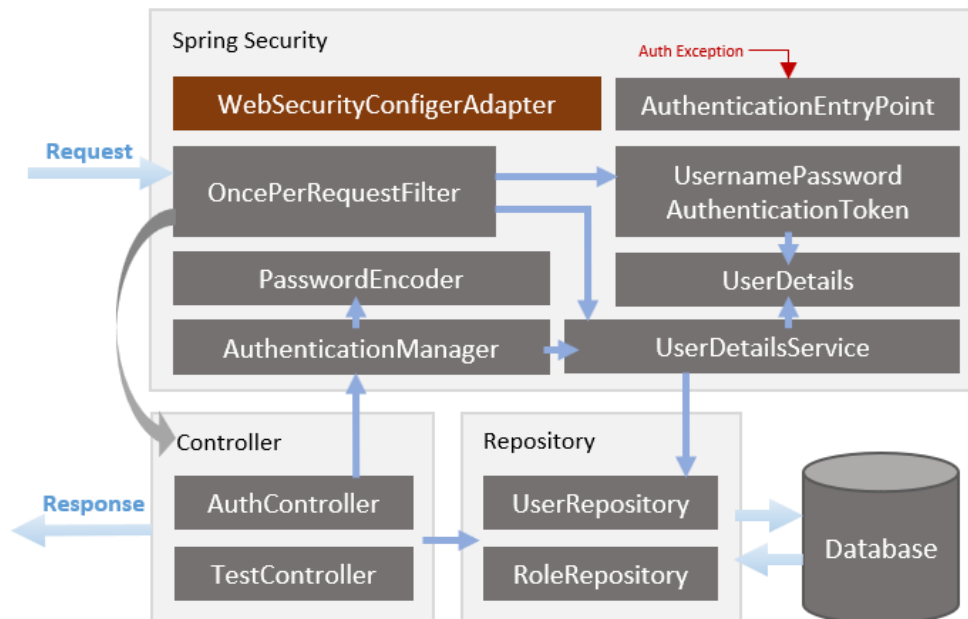 Spring Security
Auth Exception
WebSecurityConfigerAdapter
AuthenticationEntryPoint
Request
OncePerRequestFilter
UsernamePassword
AuthenticationToken
PasswordEncoder
UserDetails
AuthenticationManager
UserDetailsService
Controller
Repository
Response
AuthController
UserRepository
TestController
RoleRepository
Database